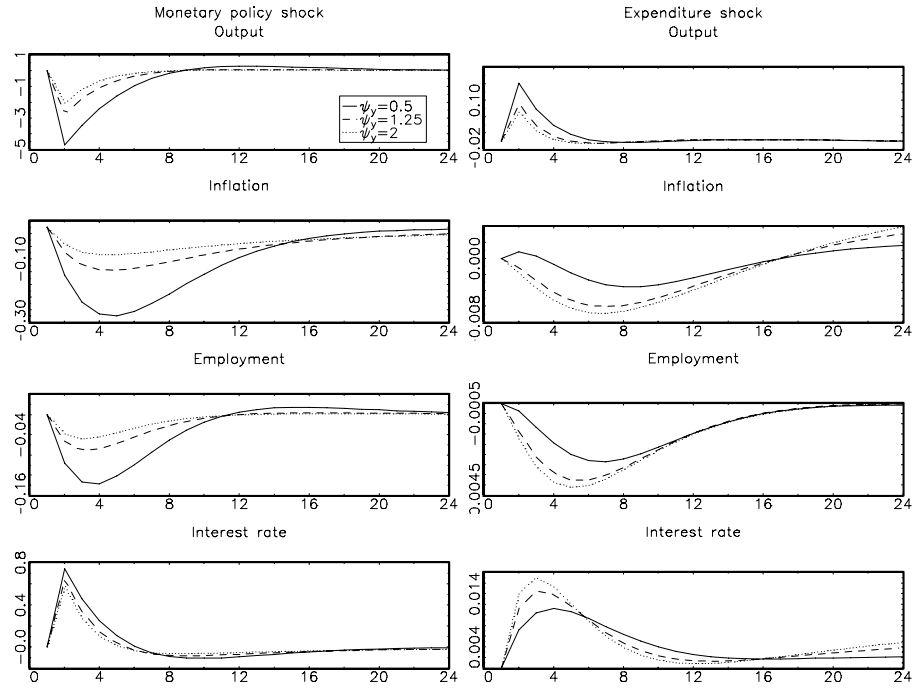 Monetary policy shock
Output
1
-1
-3
-5
ψy=0.5
ψy=1.25
ψy=2
0 4 8 12 16 20 24
Inflation
-0.10
-0.30
0 4 8 12 16 20 24
Employment
-0.04
-0.16
0 4 8 12 16 20 24
Interest rate
0.8
0.4
-0.0
0 4 8 12 16 20 24
Expenditure shock
Output
0.10
-0.02
0 4 8 12 16 20 24
Inflation
0.000
0.008
0 4 8 12 16 20 24
Employment
-0.0005
0.0045
0 4 8 12 16 20 24
Interest rate
0.014
0.004
0 4 8 12 16 20 24